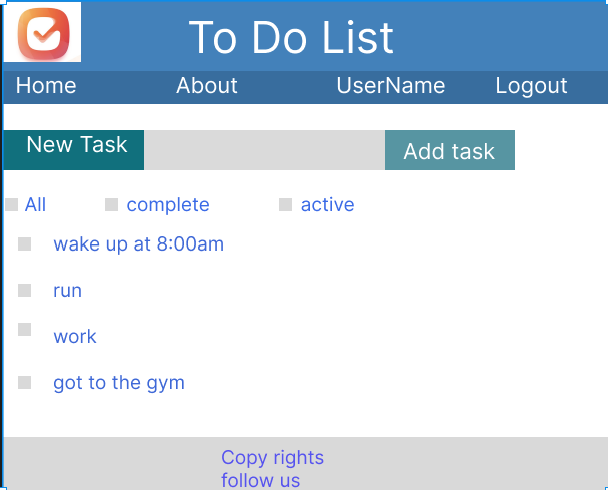 To Do List
Home About UserName Logout
New Task Add task
All complete active
wake up at 8:00am
run
work
got to the gym
Copy rights
follow us